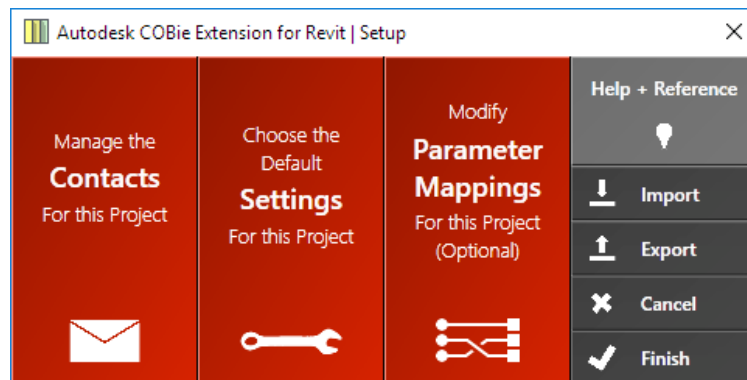 Autodesk COBie Extension for Revit | Setup
Manage the
Contacts
For this Project
Choose the
Default
Settings
For this Project
Modify
Parameter
Mappings
For this Project
(Optional)
Help + Reference
Import
Export
Cancel
Finish